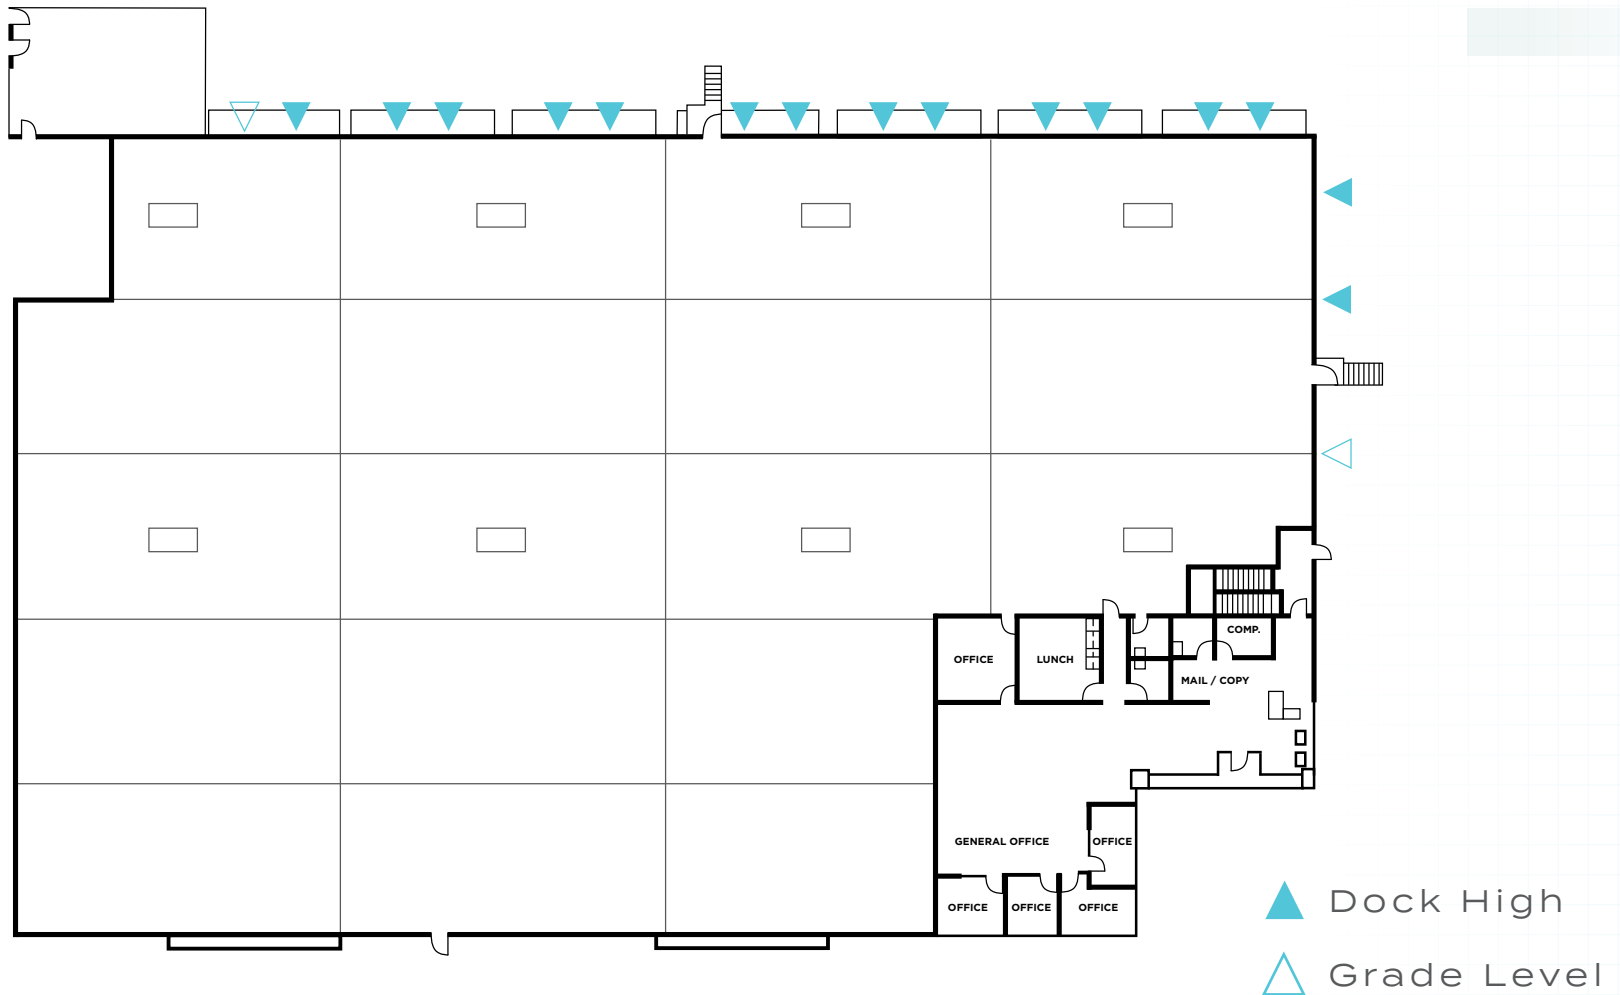 COMP.
OFFICE
LUNCH
MAIL / COPY
GENERAL OFFICE
OFFICE
OFFICE
OFFICE
OFFICE
Dock High
Grade Level